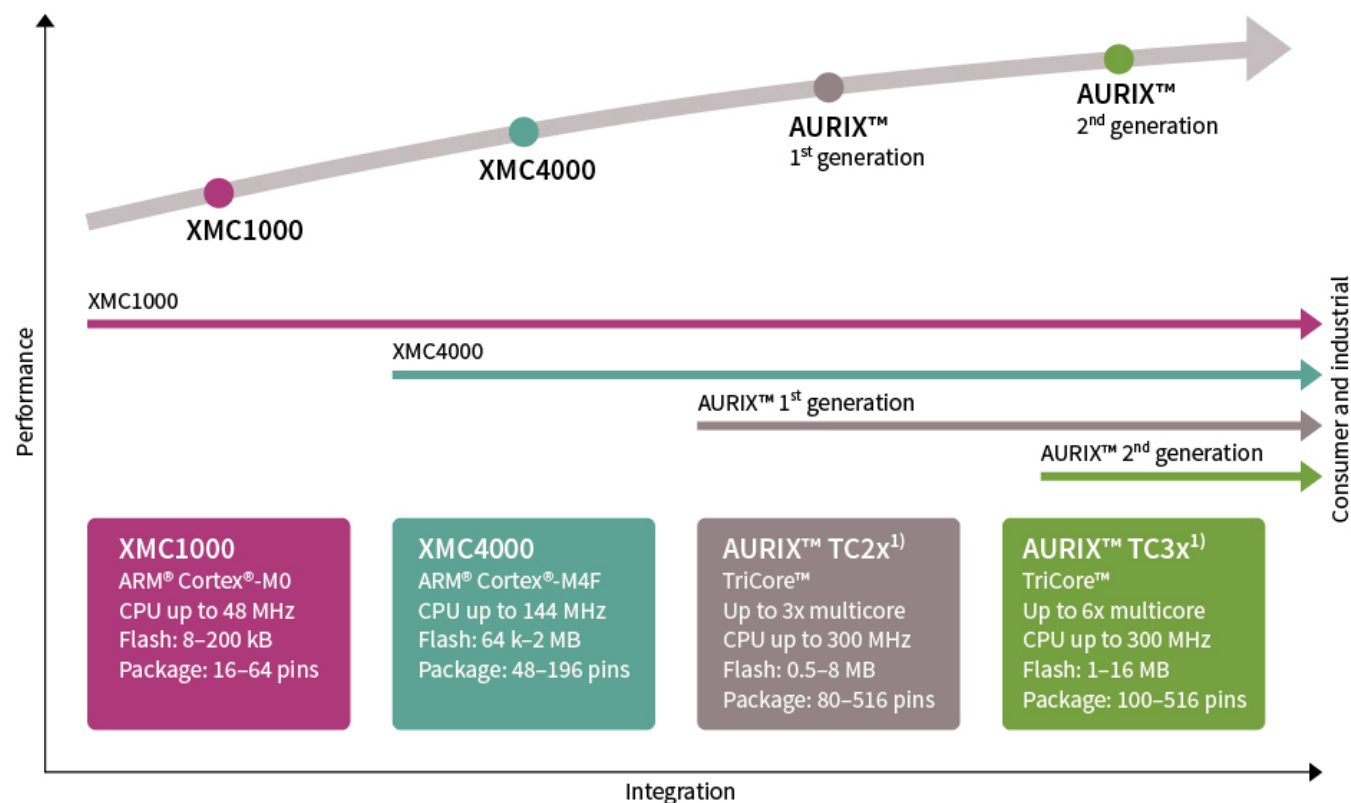 AURIX™
2nd generation
AURIX™
1st generation
XMC4000
XMC1000
XMC1000
XMC4000
AURIX™ 1st generation
AURIX™ 2nd generation
Performance
Consumer and industrial
XMC1000
ARM® Cortex®-M0
CPU up to 48 MHz
Flash: 8–200 kB
Package: 16–64 pins
XMC4000
ARM® Cortex®-M4F
CPU up to 144 MHz
Flash: 64 k–2 MB
Package: 48–196 pins
AURIX™ TC2x1)
TriCore™
Up to 3x multicore
CPU up to 300 MHz
Flash: 0.5–8 MB
Package: 80–516 pins
AURIX™ TC3x1)
TriCore™
Up to 6x multicore
CPU up to 300 MHz
Flash: 1–16 MB
Package: 100–516 pins
Integration